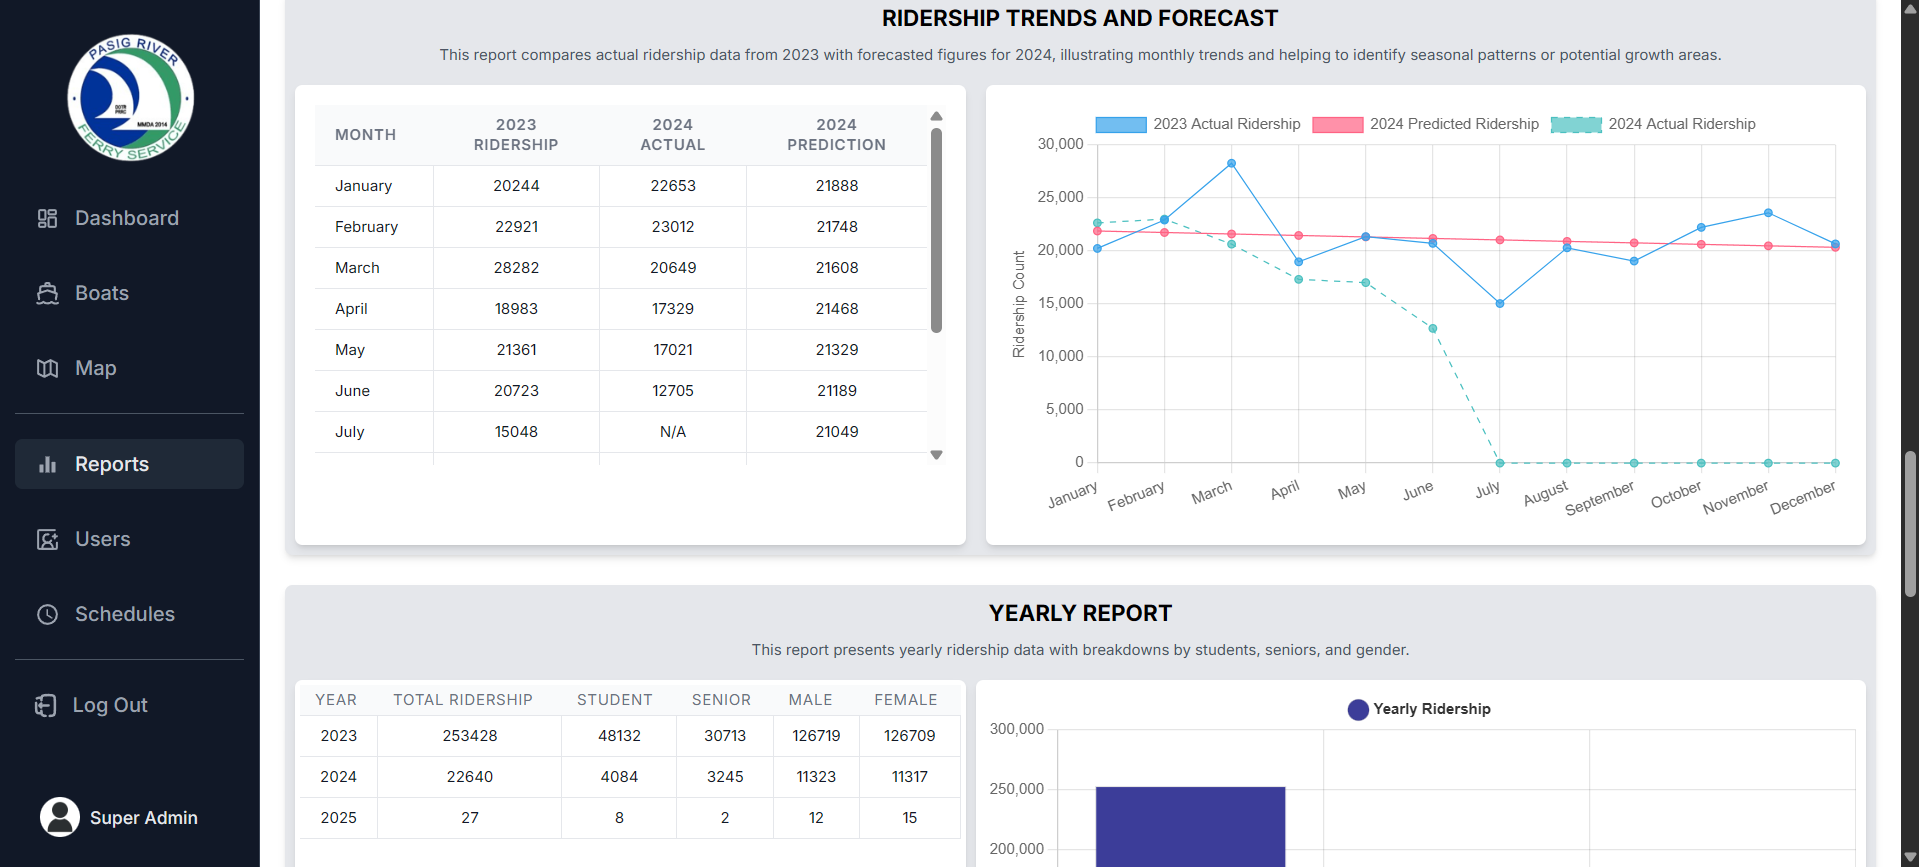 PASIG RIVER
DOTR
PRRC
MMDA 2014
FERRY SERVICE
Dashboard
Boats
Map
Reports
Users
Schedules
Log Out
Super Admin
RIDERSHIP TRENDS AND FORECAST
This report compares actual ridership data from 2023 with forecasted figures for 2024, illustrating monthly trends and helping to identify seasonal patterns or potential growth areas.
MONTH 2023 RIDERSHIP 2024 ACTUAL 2024 PREDICTION
January 20244 22653 21888
February 22921 23012 21748
March 28282 20649 21608
April 18983 17329 21468
May 21361 17021 21329
June 20723 12705 21189
July 15048 N/A 21049
2023 Actual Ridership 2024 Predicted Ridership 2024 Actual Ridership
Ridership Count
30,000
25,000
20,000
15,000
10,000
5,000
0
January February March April May June July August September October November December
YEARLY REPORT
This report presents yearly ridership data with breakdowns by students, seniors, and gender.
YEAR TOTAL RIDERSHIP STUDENT SENIOR MALE FEMALE
2023 253428 48132 30713 126719 126709
2024 22640 4084 3245 11323 11317
2025 27 8 2 12 15
Yearly Ridership
300,000
250,000
200,000